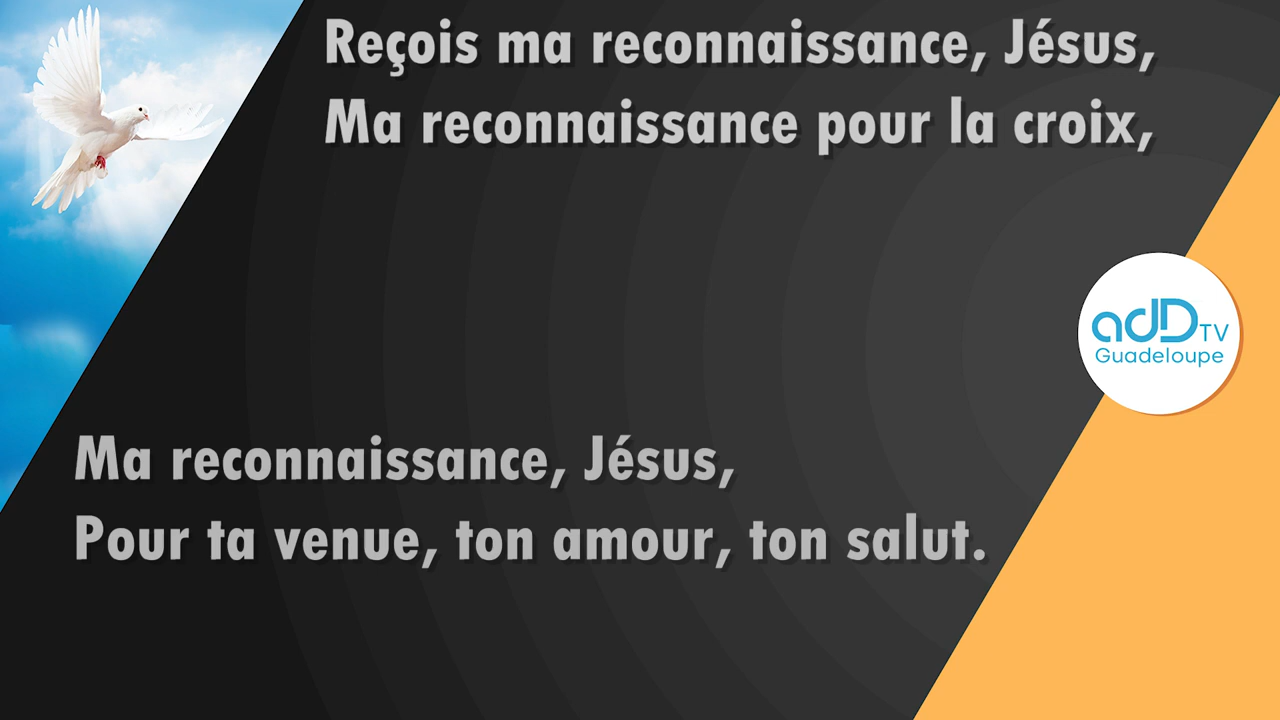 Reçois ma reconnaissance, Jésus,
Ma reconnaissance pour la croix,
adD TV
Guadeloupe
Ma reconnaissance, Jésus,
Pour ta venue, ton amour, ton salut.